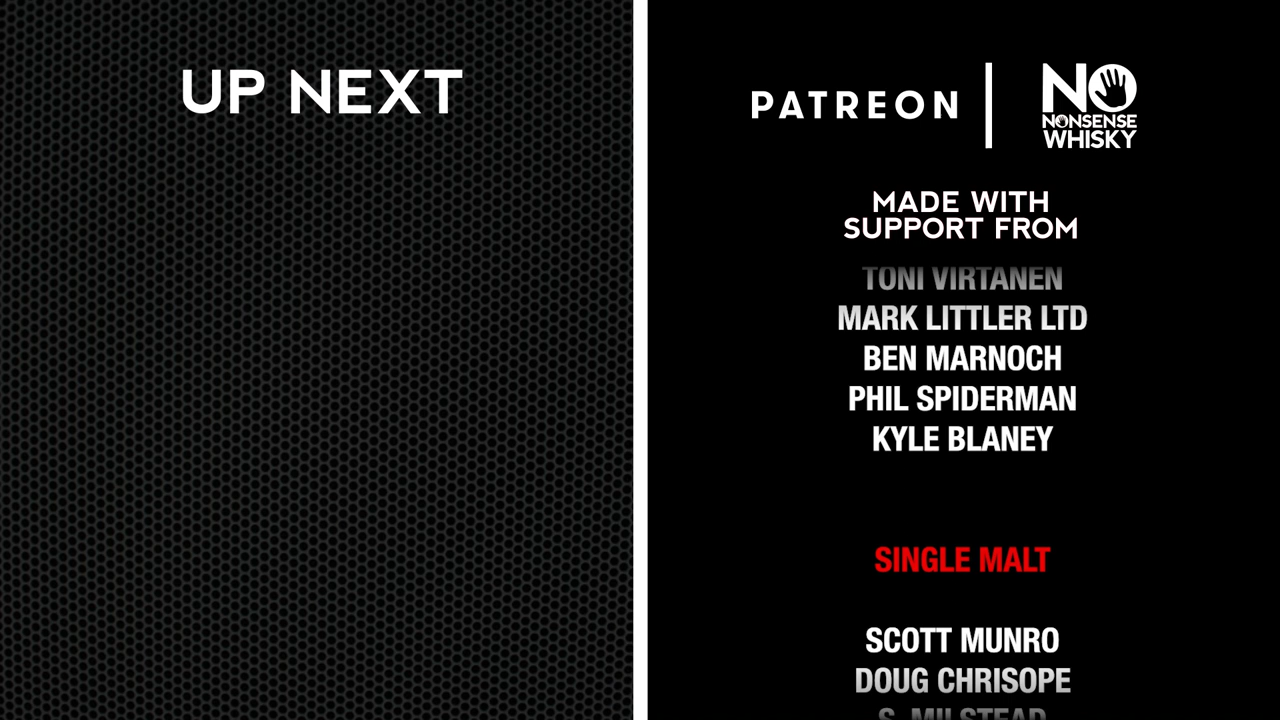 UP NEXT
PATREON
NO
NONSENSE
WHISKY
MADE WITH
SUPPORT FROM
TONI VIRTANEN
MARK LITTLER LTD
BEN MARNOCH
PHIL SPIDERMAN
KYLE BLANEY
SINGLE MALT
SCOTT MUNRO
DOUG CHRISOPE
S. MILSTEAD